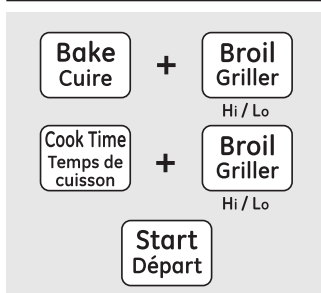 Bake + Broil
Cuire Griller
Hi / Lo
Cook Time + Broil
Temps de Griller
cuisson
Hi / Lo
Start
Départ